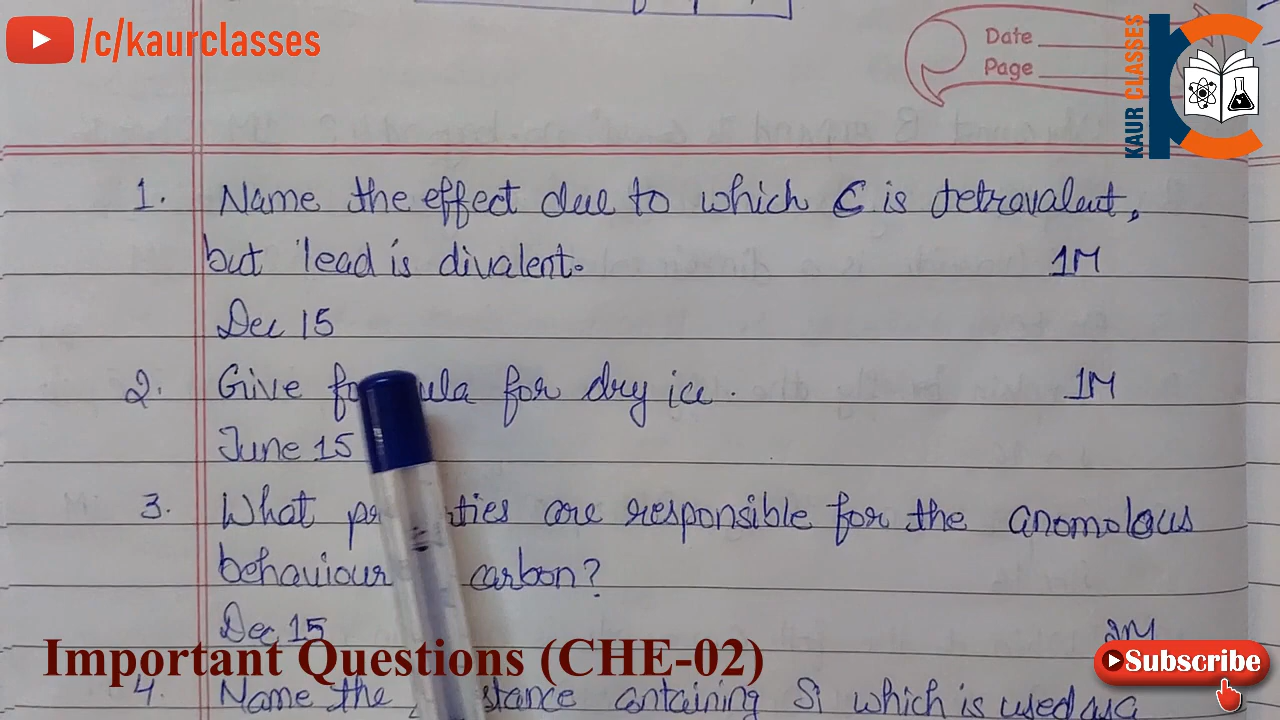 /c/kaurclasses
Date
Page
KAUR CLASSES
1. Name the effect due to which C is tetravalent,
but lead is divalent. 1M
Dec 15
2. Give fo ula for dry ice. 1M
June 15
3. What p ties are responsible for the anomolous
behaviour carbon?
Dec 15 2M
Important Questions (CHE-02)
Subscribe
4. Name the stance containing Si which is used as a